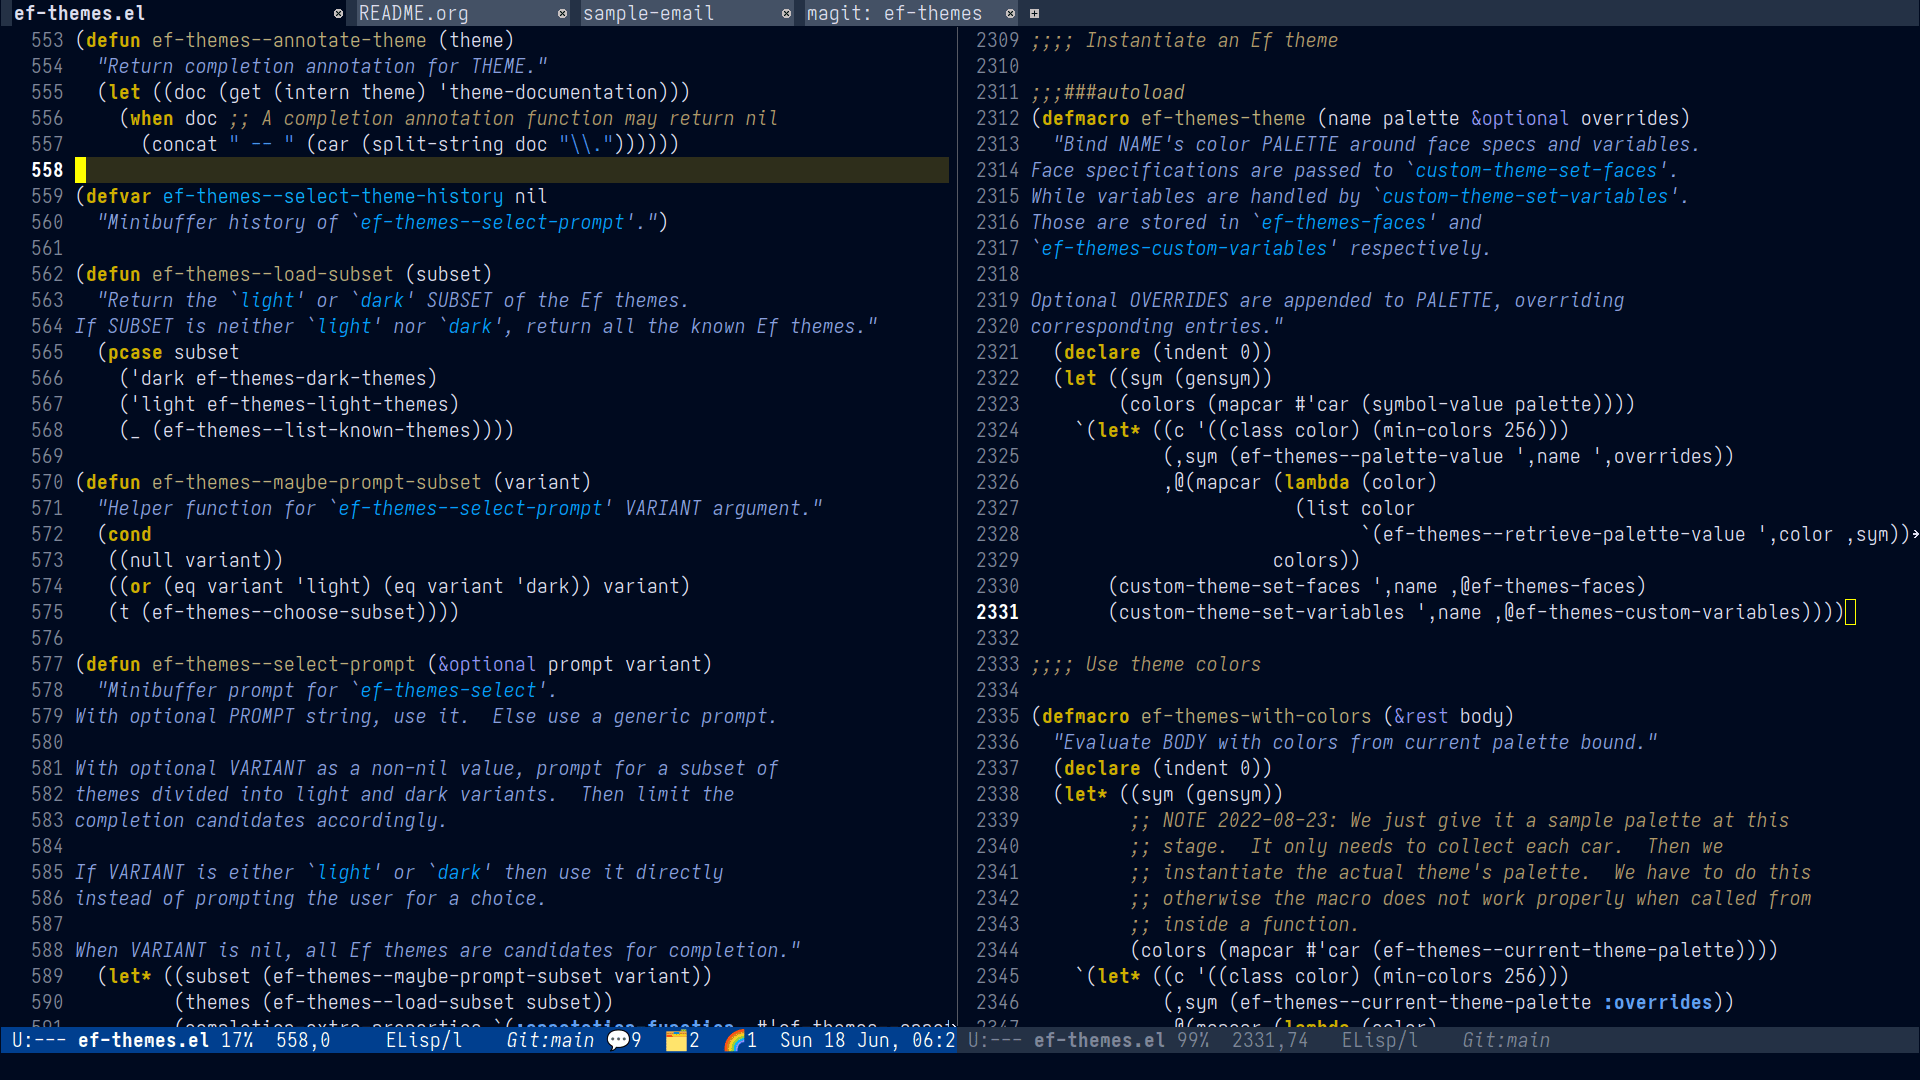 ef-themes.el README.org sample-email magit: ef-themes
553 (defun ef-themes--annotate-theme (theme)
554   "Return completion annotation for THEME."
555   (let ((doc (get (intern theme) 'theme-documentation)))
556     (when doc ;; A completion annotation function may return nil
557       (concat " -- " (car (split-string doc "\\."))))))
558
559 (defvar ef-themes--select-theme-history nil
560   "Minibuffer history of `ef-themes--select-prompt'.")
561
562 (defun ef-themes--load-subset (subset)
563   "Return the `light' or `dark' SUBSET of the Ef themes.
564 If SUBSET is neither `light' nor `dark', return all the known Ef themes."
565   (pcase subset
566     ('dark ef-themes-dark-themes)
567     ('light ef-themes-light-themes)
568     (_ (ef-themes--list-known-themes))))
569
570 (defun ef-themes--maybe-prompt-subset (variant)
571   "Helper function for `ef-themes--select-prompt' VARIANT argument."
572   (cond
573    ((null variant))
574    ((or (eq variant 'light) (eq variant 'dark)) variant)
575    (t (ef-themes--choose-subset))))
576
577 (defun ef-themes--select-prompt (&optional prompt variant)
578   "Minibuffer prompt for `ef-themes-select'.
579 With optional PROMPT string, use it.  Else use a generic prompt.
580
581 With optional VARIANT as a non-nil value, prompt for a subset of
582 themes divided into light and dark variants.  Then limit the
583 completion candidates accordingly.
584
585 If VARIANT is either `light' or `dark' then use it directly
586 instead of prompting the user for a choice.
587
588 When VARIANT is nil, all Ef themes are candidates for completion."
589   (let* ((subset (ef-themes--maybe-prompt-subset variant))
590          (themes (ef-themes--load-subset subset))
U:--- ef-themes.el 17% 558,0 ELisp/l Git:main 💬9 🗂️2 🌈1 Sun 18 Jun, 06:2
2309 ;;;; Instantiate an Ef theme
2310
2311 ;;;###autoload
2312 (defmacro ef-themes-theme (name palette &optional overrides)
2313   "Bind NAME's color PALETTE around face specs and variables.
2314 Face specifications are passed to `custom-theme-set-faces'.
2315 While variables are handled by `custom-theme-set-variables'.
2316 Those are stored in `ef-themes-faces' and
2317 `ef-themes-custom-variables' respectively.
2318
2319 Optional OVERRIDES are appended to PALETTE, overriding
2320 corresponding entries."
2321   (declare (indent 0))
2322   (let ((sym (gensym))
2323         (colors (mapcar #'car (symbol-value palette))))
2324     `(let* ((c '((class color) (min-colors 256)))
2325             (,sym (ef-themes--palette-value ',name ',overrides))
2326             ,@(mapcar (lambda (color)
2327                         (list color
2328                               `(ef-themes--retrieve-palette-value ',color ,sym))
2329                       colors))
2330        (custom-theme-set-faces ',name ,@ef-themes-faces)
2331        (custom-theme-set-variables ',name ,@ef-themes-custom-variables))))
2332
2333 ;;;; Use theme colors
2334
2335 (defmacro ef-themes-with-colors (&rest body)
2336   "Evaluate BODY with colors from current palette bound."
2337   (declare (indent 0))
2338   (let* ((sym (gensym))
2339          ;; NOTE 2022-08-23: We just give it a sample palette at this
2340          ;; stage.  It only needs to collect each car.  Then we
2341          ;; instantiate the actual theme's palette.  We have to do this
2342          ;; otherwise the macro does not work properly when called from
2343          ;; inside a function.
2344          (colors (mapcar #'car (ef-themes--current-theme-palette))))
2345     `(let* ((c '((class color) (min-colors 256)))
2346             (,sym (ef-themes--current-theme-palette :overrides))
2347             ,@(mapcar (lambda (color)
U:--- ef-themes.el 99% 2331,74 ELisp/l Git:main